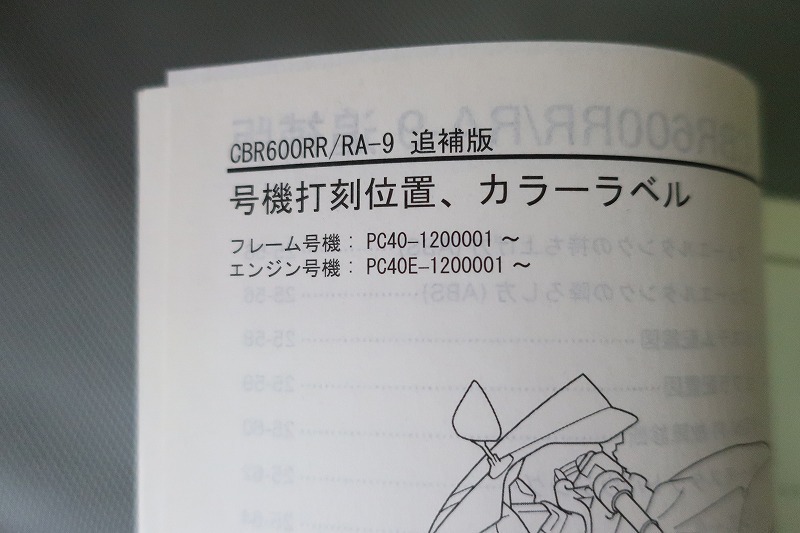 CBR600RR/RA-9 追補版
号機打刻位置、カラーラベル
フレーム号機： PC40-1200001～
エンジン号機： PC40E-1200001～